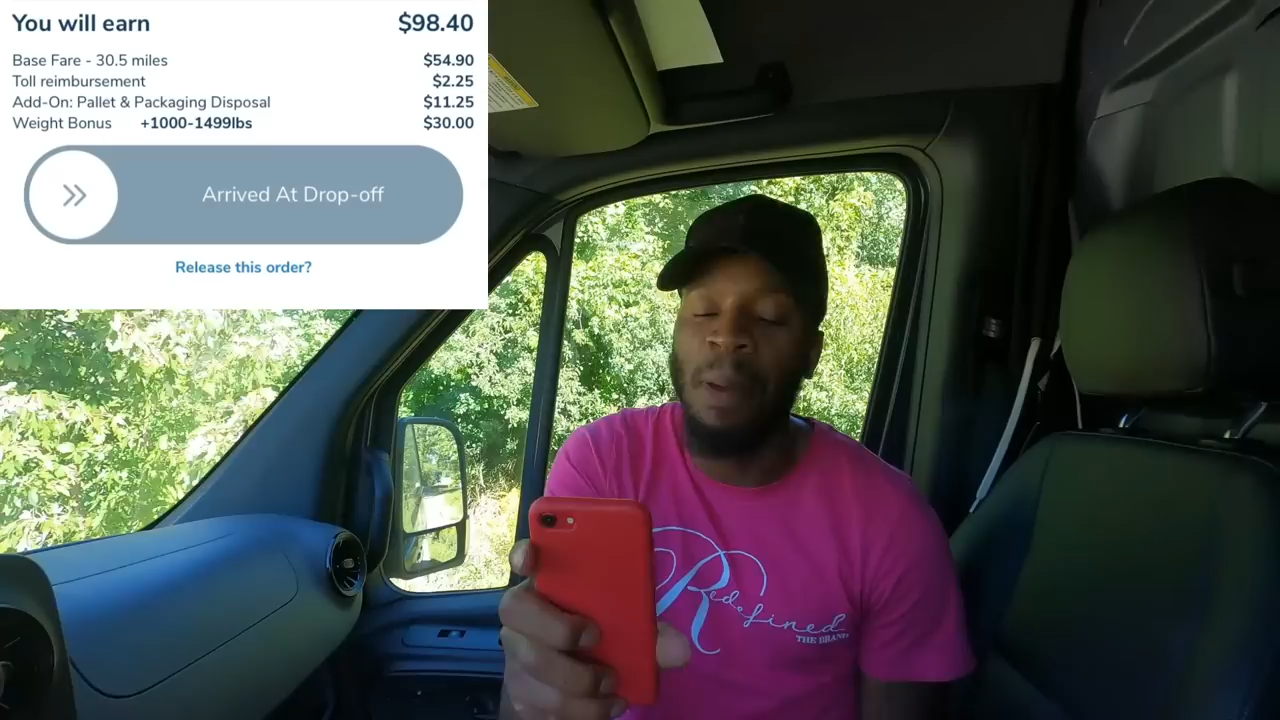 You will earn $98.40
Base Fare - 30.5 miles $54.90
Toll reimbursement $2.25
Add-On: Pallet & Packaging Disposal $11.25
Weight Bonus +1000-1499lbs $30.00
Arrived At Drop-off
Release this order?
Redefined
THE BRAND